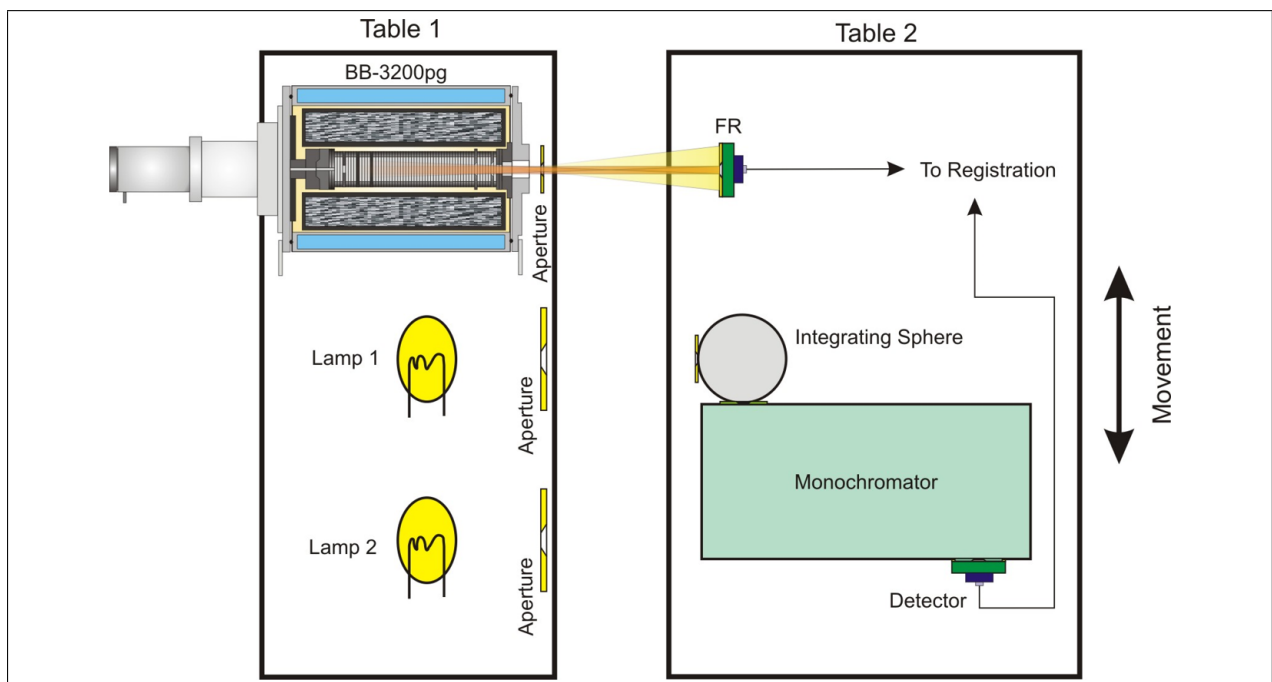 Table 1
Table 2
BB-3200pg
FR
To Registration
Aperture
Lamp 1
Aperture
Integrating Sphere
Movement
Monochromator
Lamp 2
Aperture
Detector